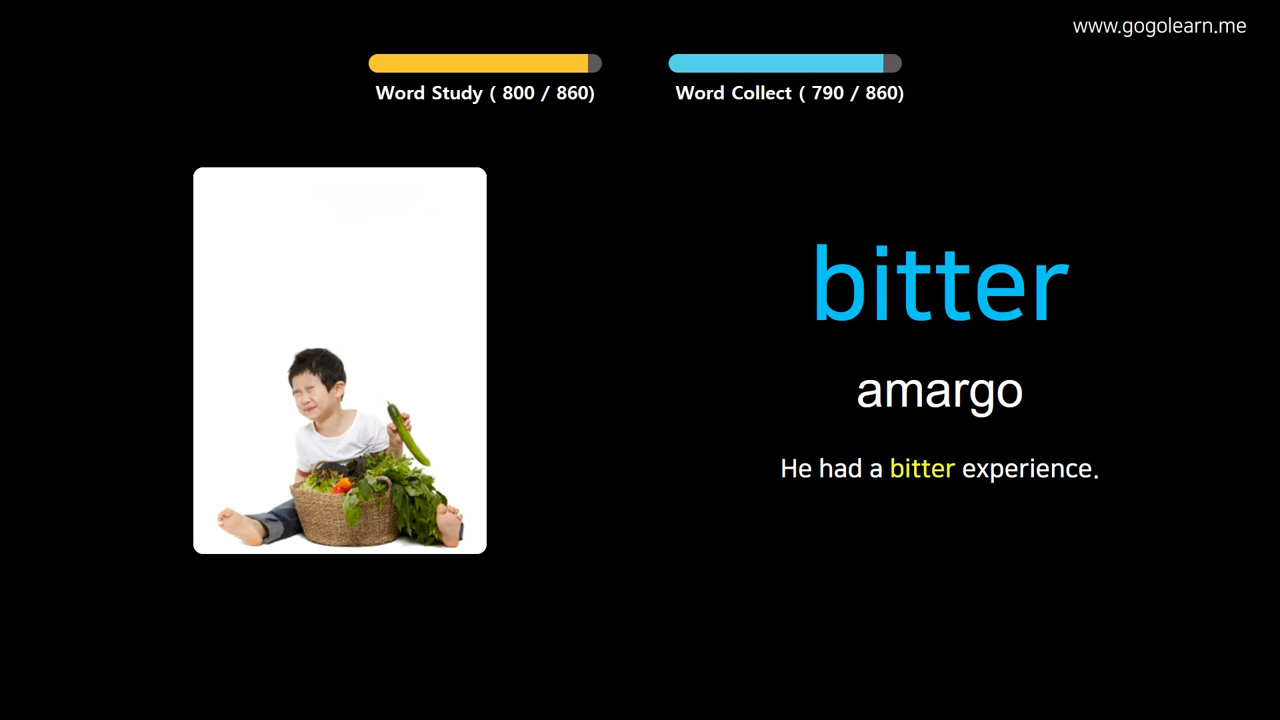 www.gogolearn.me
Word Study ( 800 / 860)
Word Collect ( 790 / 860)
bitter
amargo
He had a bitter experience.